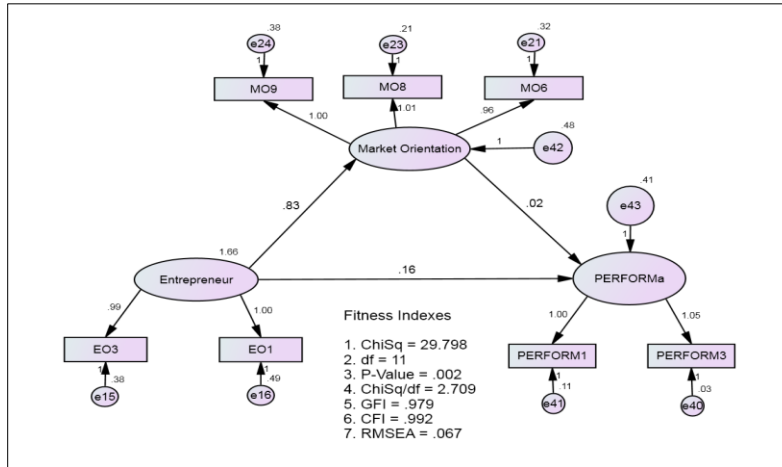 .38
e24
1
MO9
.21
e23
1
MO8
.32
e21
1
MO6
1.00
1.01
.96
Market Orientation
1
.48
e42
.83
.02
.41
e43
1
1.66
Entrepreneur
.16
PERFORMa
.99
1.00
1.00
1.05
EO3
EO1
PERFORM1
PERFORM3
1
.38
e15
1
.49
e16
1
.11
e41
1
.03
e40
Fitness Indexes
1. ChiSq = 29.798
2. df = 11
3. P-Value = .002
4. ChiSq/df = 2.709
5. GFI = .979
6. CFI = .992
7. RMSEA = .067